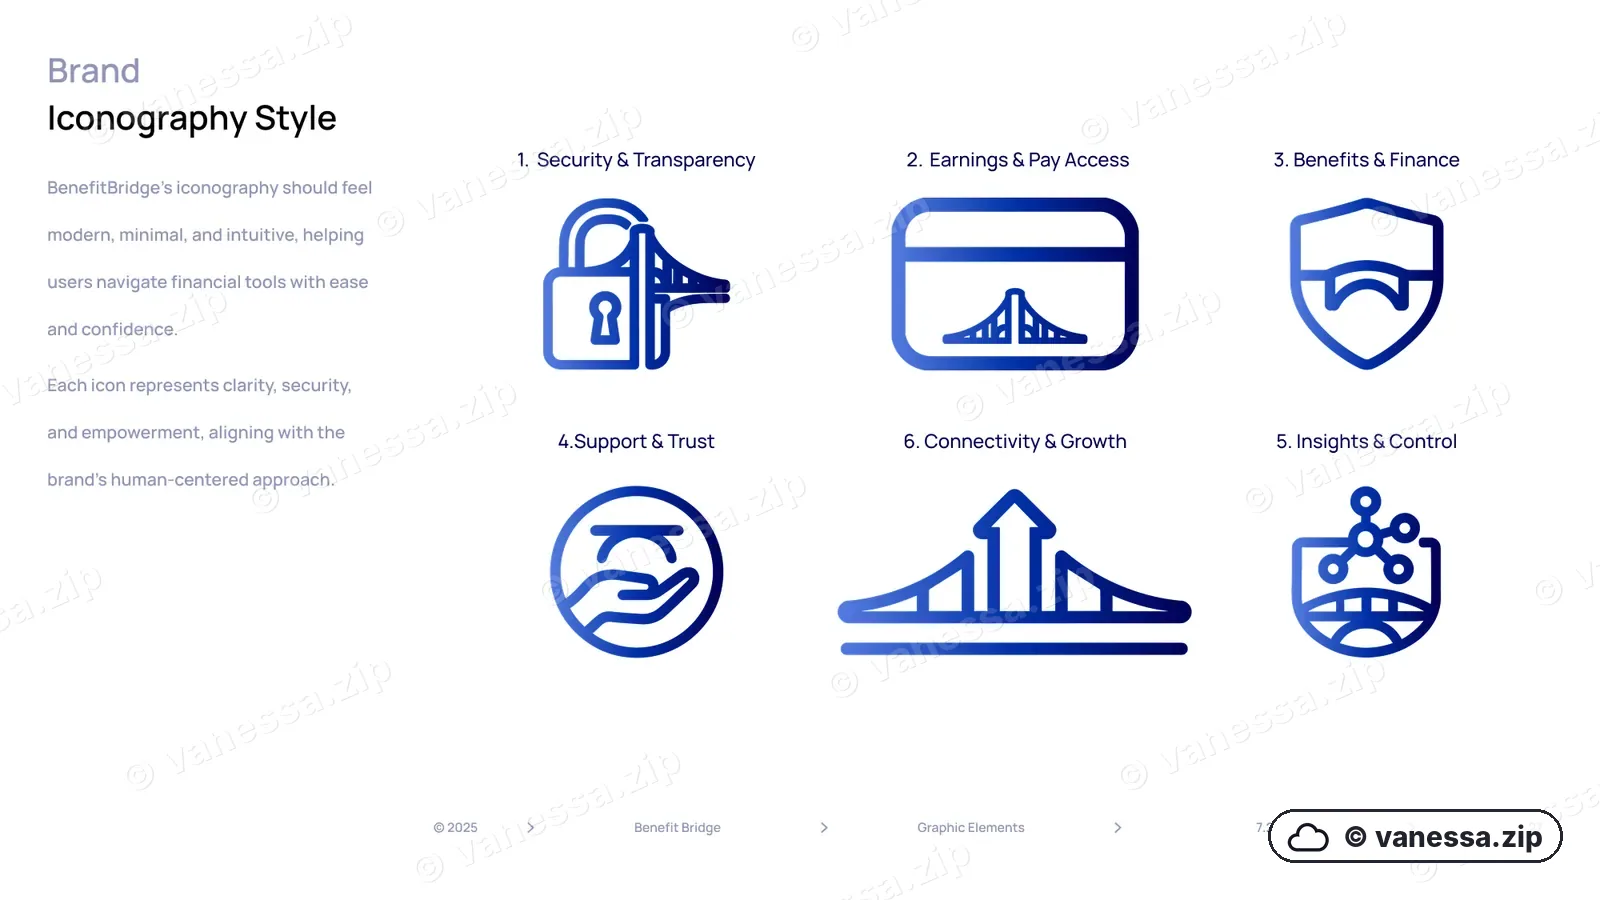 Brand
Iconography Style
BenefitBridge's iconography should feel
modern, minimal, and intuitive, helping
users navigate financial tools with ease
and confidence.
Each icon represents clarity, security,
and empowerment, aligning with the
brand's human-centered approach.
1. Security & Transparency
2. Earnings & Pay Access
3. Benefits & Finance
4.Support & Trust
6. Connectivity & Growth
5. Insights & Control
© 2025
Benefit Bridge
Graphic Elements
© vanessa.zip